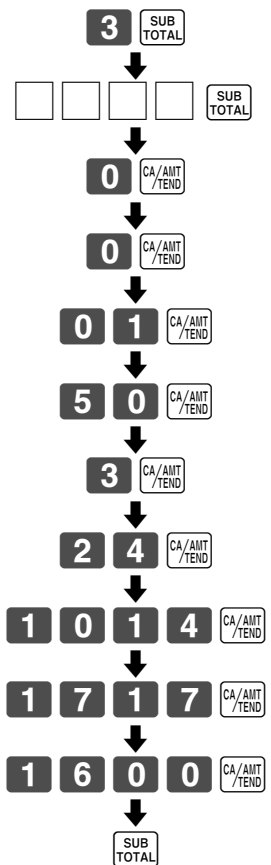 3 SUB TOTAL
SUB TOTAL
0 CA/AMT /TEND
0 CA/AMT /TEND
0 1 CA/AMT /TEND
5 0 CA/AMT /TEND
3 CA/AMT /TEND
2 4 CA/AMT /TEND
1 0 1 4 CA/AMT /TEND
1 7 1 7 CA/AMT /TEND
1 6 0 0 CA/AMT /TEND
SUB TOTAL